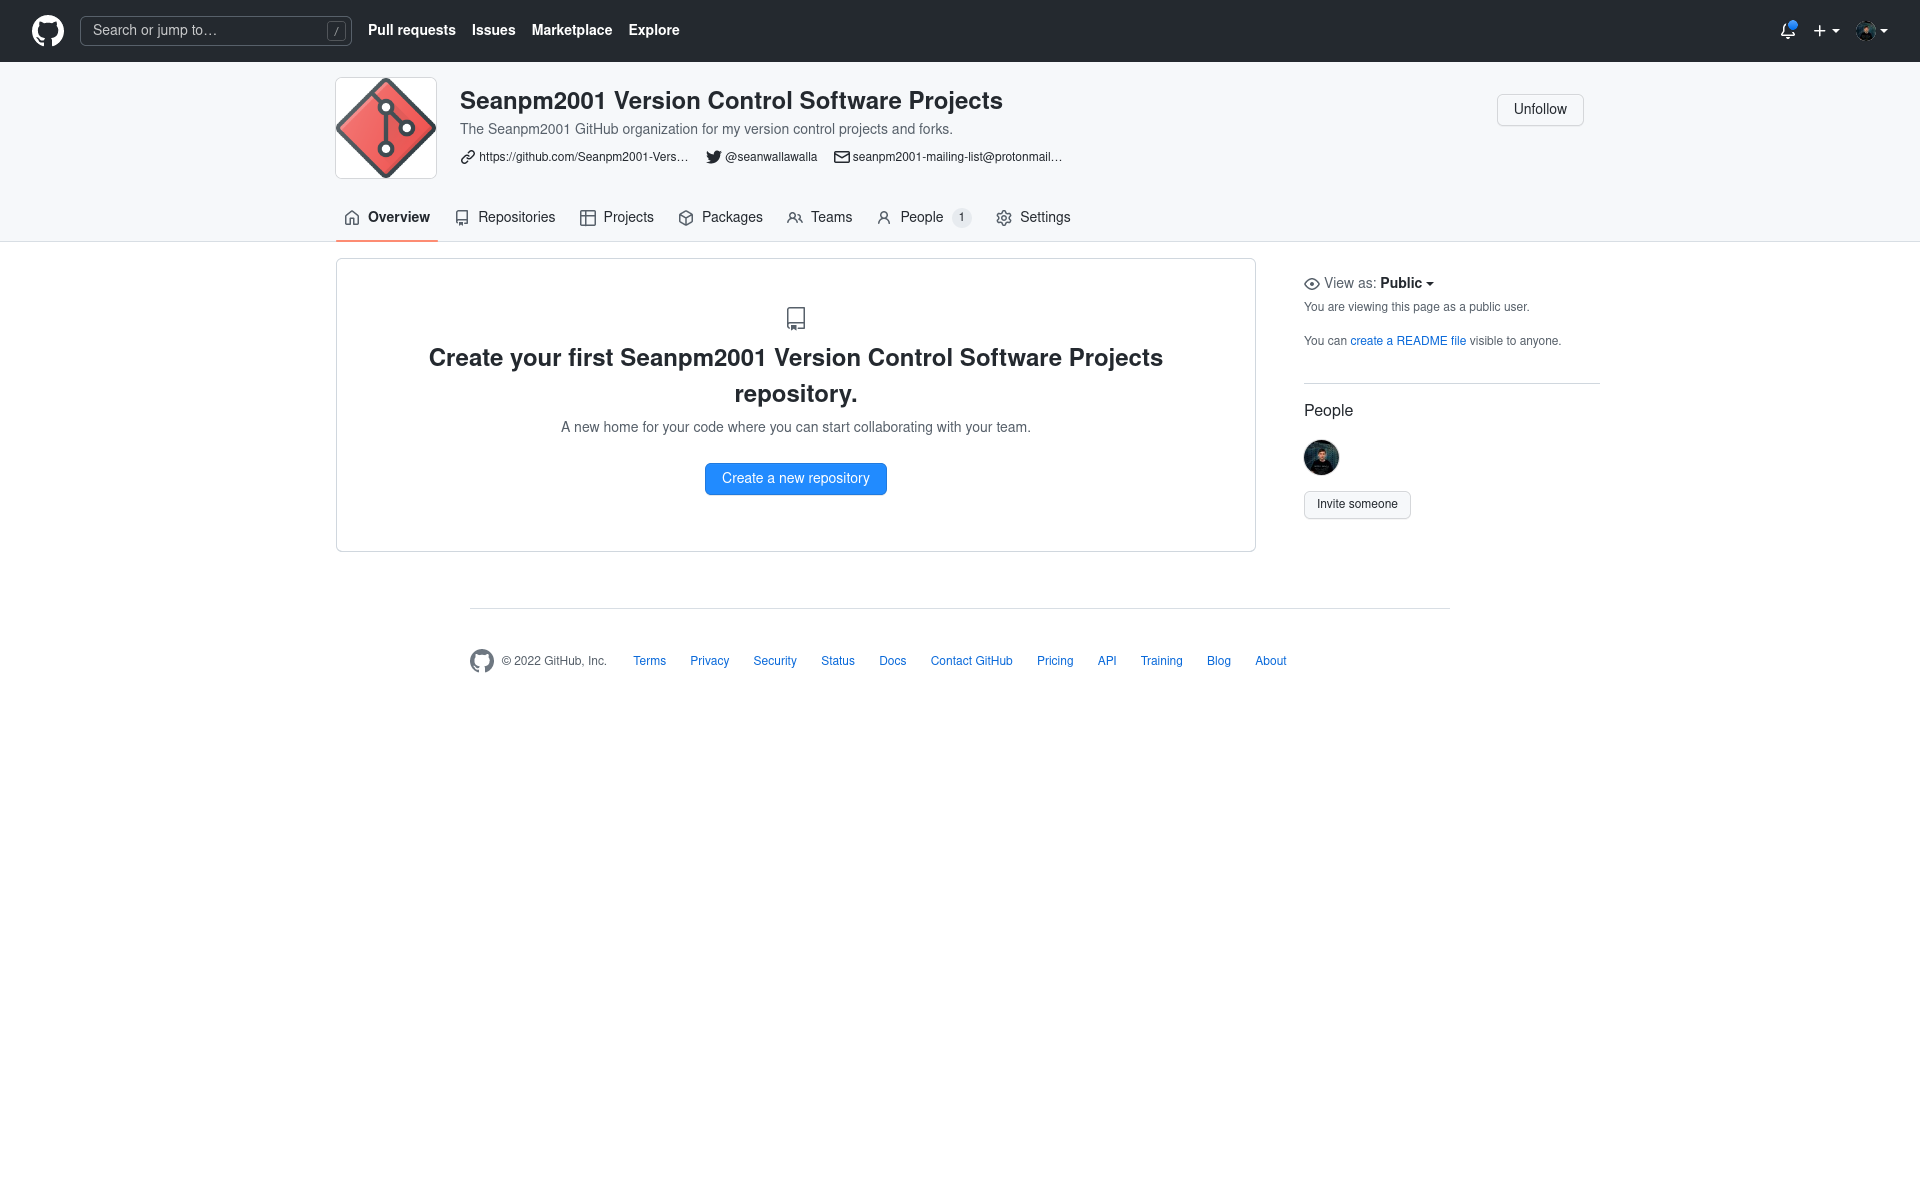 Search or jump to… /
Pull requests
Issues
Marketplace
Explore
Seanpm2001 Version Control Software Projects
The Seanpm2001 GitHub organization for my version control projects and forks.
https://github.com/Seanpm2001-Vers…
@seanwallawalla
seanpm2001-mailing-list@protonmail…
Unfollow
Overview
Repositories
Projects
Packages
Teams
People 1
Settings
Create your first Seanpm2001 Version Control Software Projects
repository.
A new home for your code where you can start collaborating with your team.
Create a new repository
View as: Public
You are viewing this page as a public user.
You can create a README file visible to anyone.
People
Invite someone
© 2022 GitHub, Inc.
Terms
Privacy
Security
Status
Docs
Contact GitHub
Pricing
API
Training
Blog
About